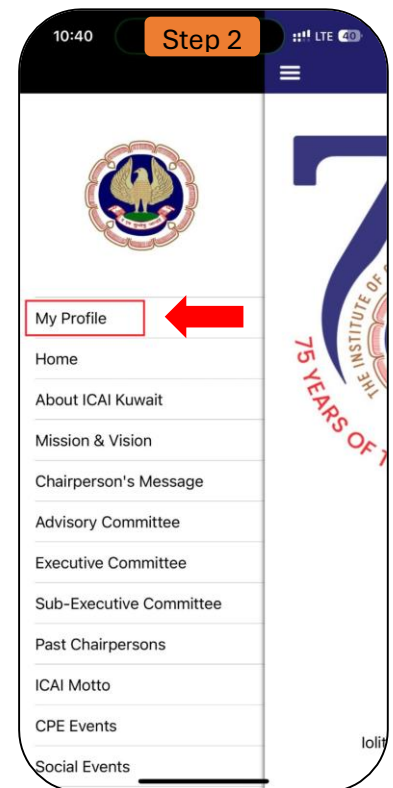 10:40
Step 2
LTE 40
My Profile
Home
About ICAI Kuwait
Mission & Vision
Chairperson's Message
Advisory Committee
Executive Committee
Sub-Executive Committee
Past Chairpersons
ICAI Motto
CPE Events
Social Events
7
THE INSTITUTE OF
75 YEARS OF T
lolit